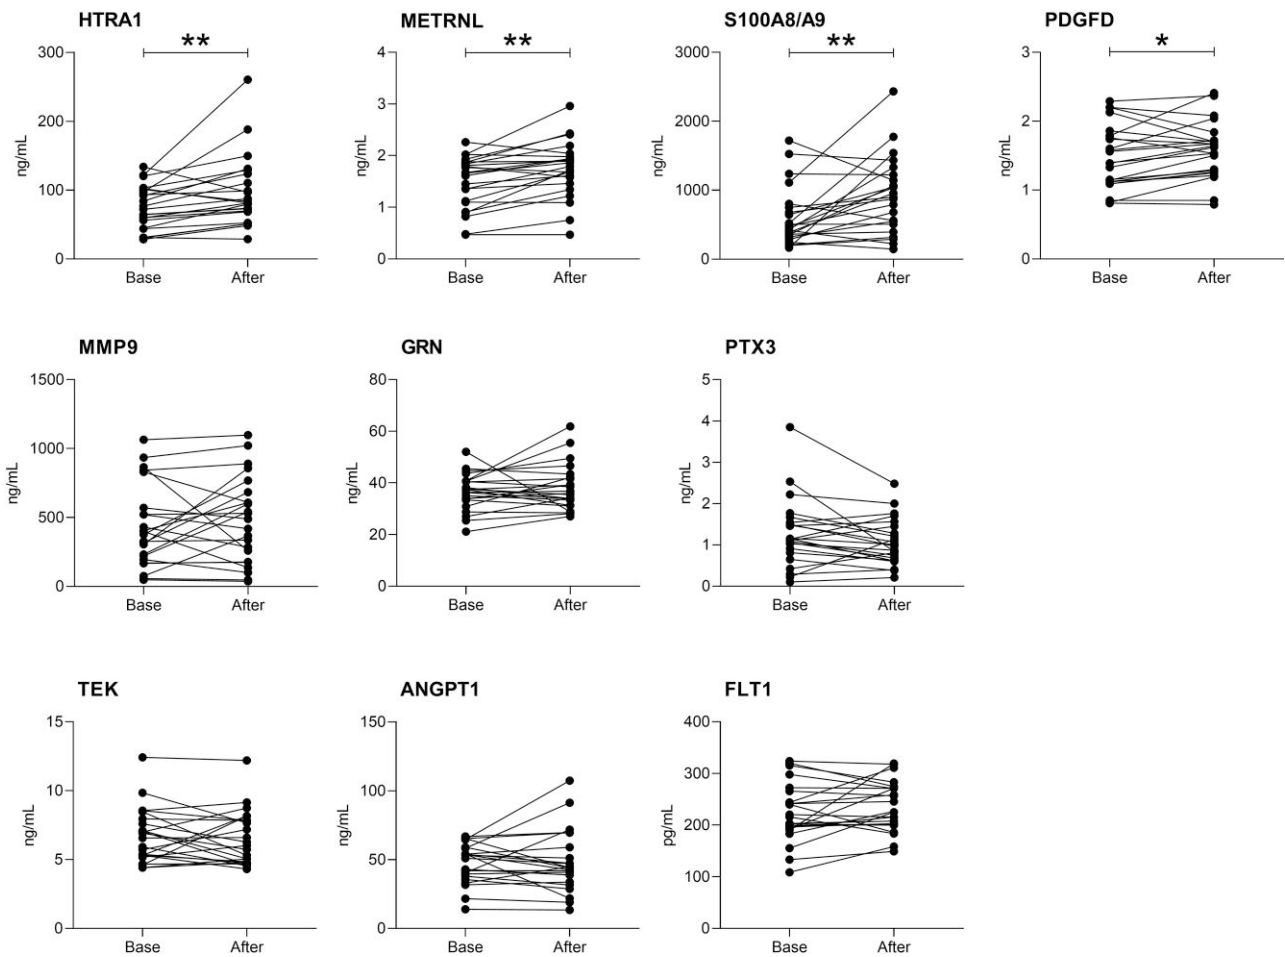 HTRA1
METRNL
S100A8/A9
PDGFD
300
**
4
**
3000
**
3
*
200
3
2000
2
ng/mL
ng/mL
ng/mL
ng/mL
2
100
1000
1
1
0
0
0
0
Base After
Base After
Base After
Base After
MMP9
GRN
PTX3
1500
80
5
4
1000
60
3
ng/mL
ng/mL
ng/mL
40
500
2
20
1
0
0
0
Base After
Base After
Base After
TEK
ANGPT1
FLT1
15
150
400
300
10
100
ng/mL
ng/mL
pg/mL
200
5
50
100
0
0
0
Base After
Base After
Base After